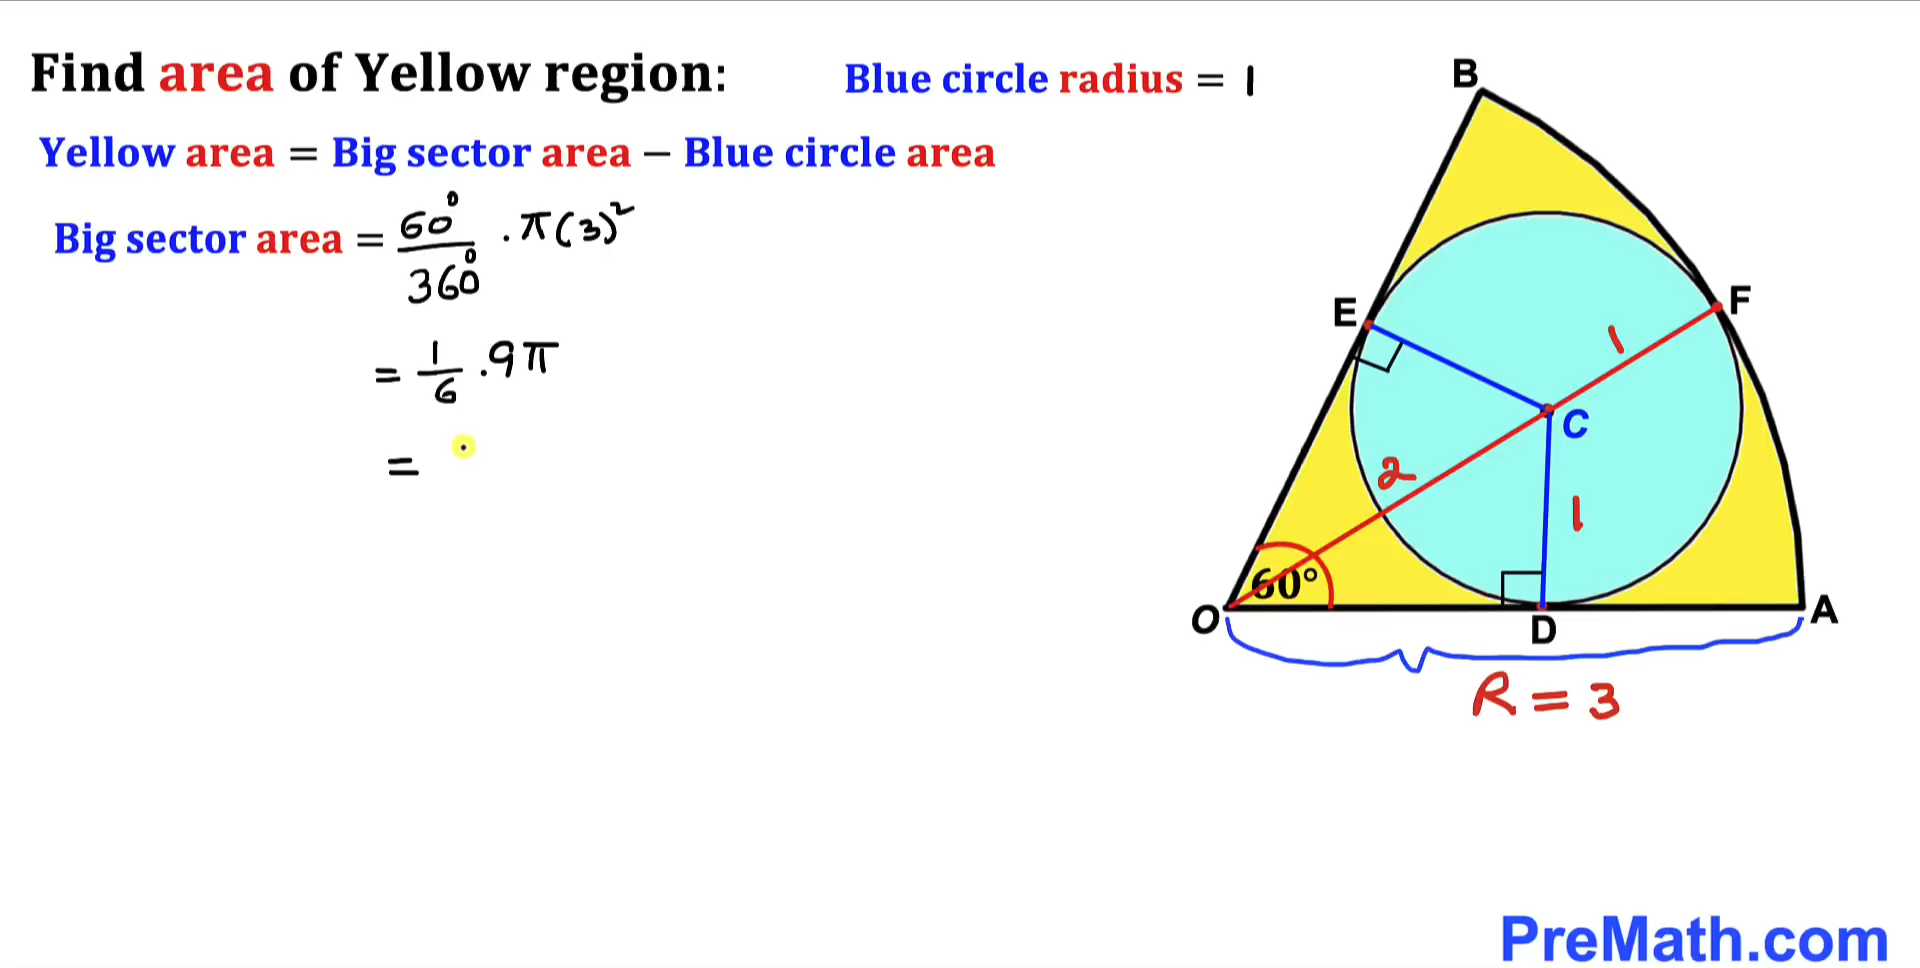 Find area of Yellow region:
Blue circle radius = 1
Yellow area = Big sector area − Blue circle area
Big sector area = 60°/360° · π(3)²
= 1/6 · 9π
=
B
E
F
1
C
2
1
60°
O
D
A
R = 3
PreMath.com